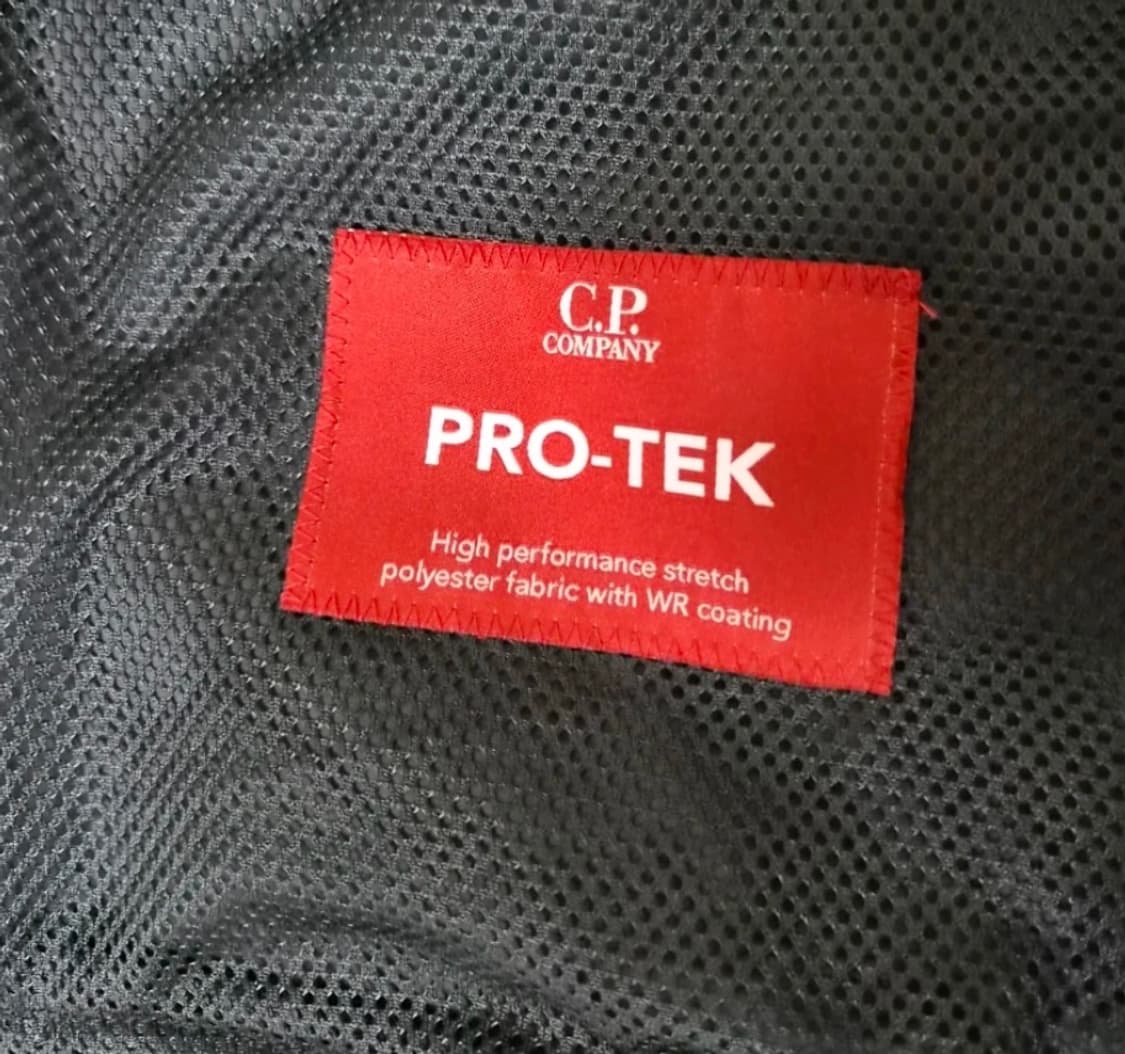 C.P.
COMPANY
PRO-TEK
High performance stretch
polyester fabric with WR coating